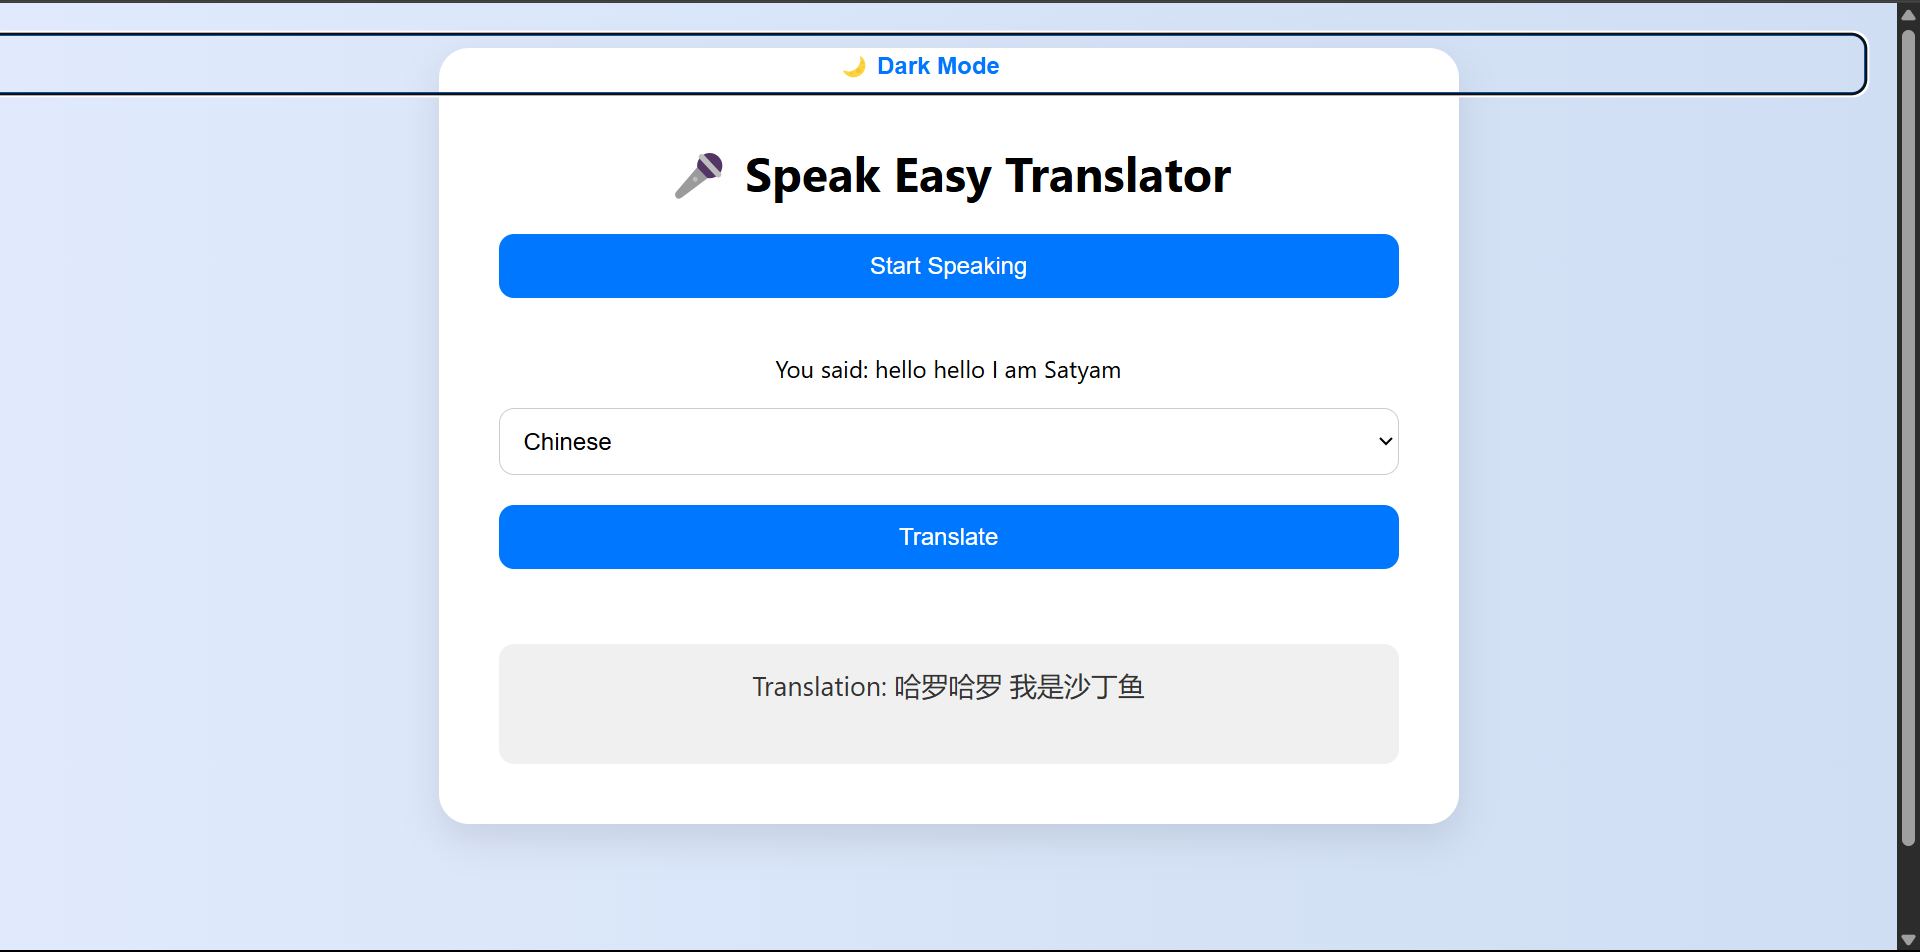 🌙 Dark Mode
🎤 Speak Easy Translator
Start Speaking
You said: hello hello I am Satyam
Chinese
Translate
Translation: 哈罗哈罗 我是沙丁鱼